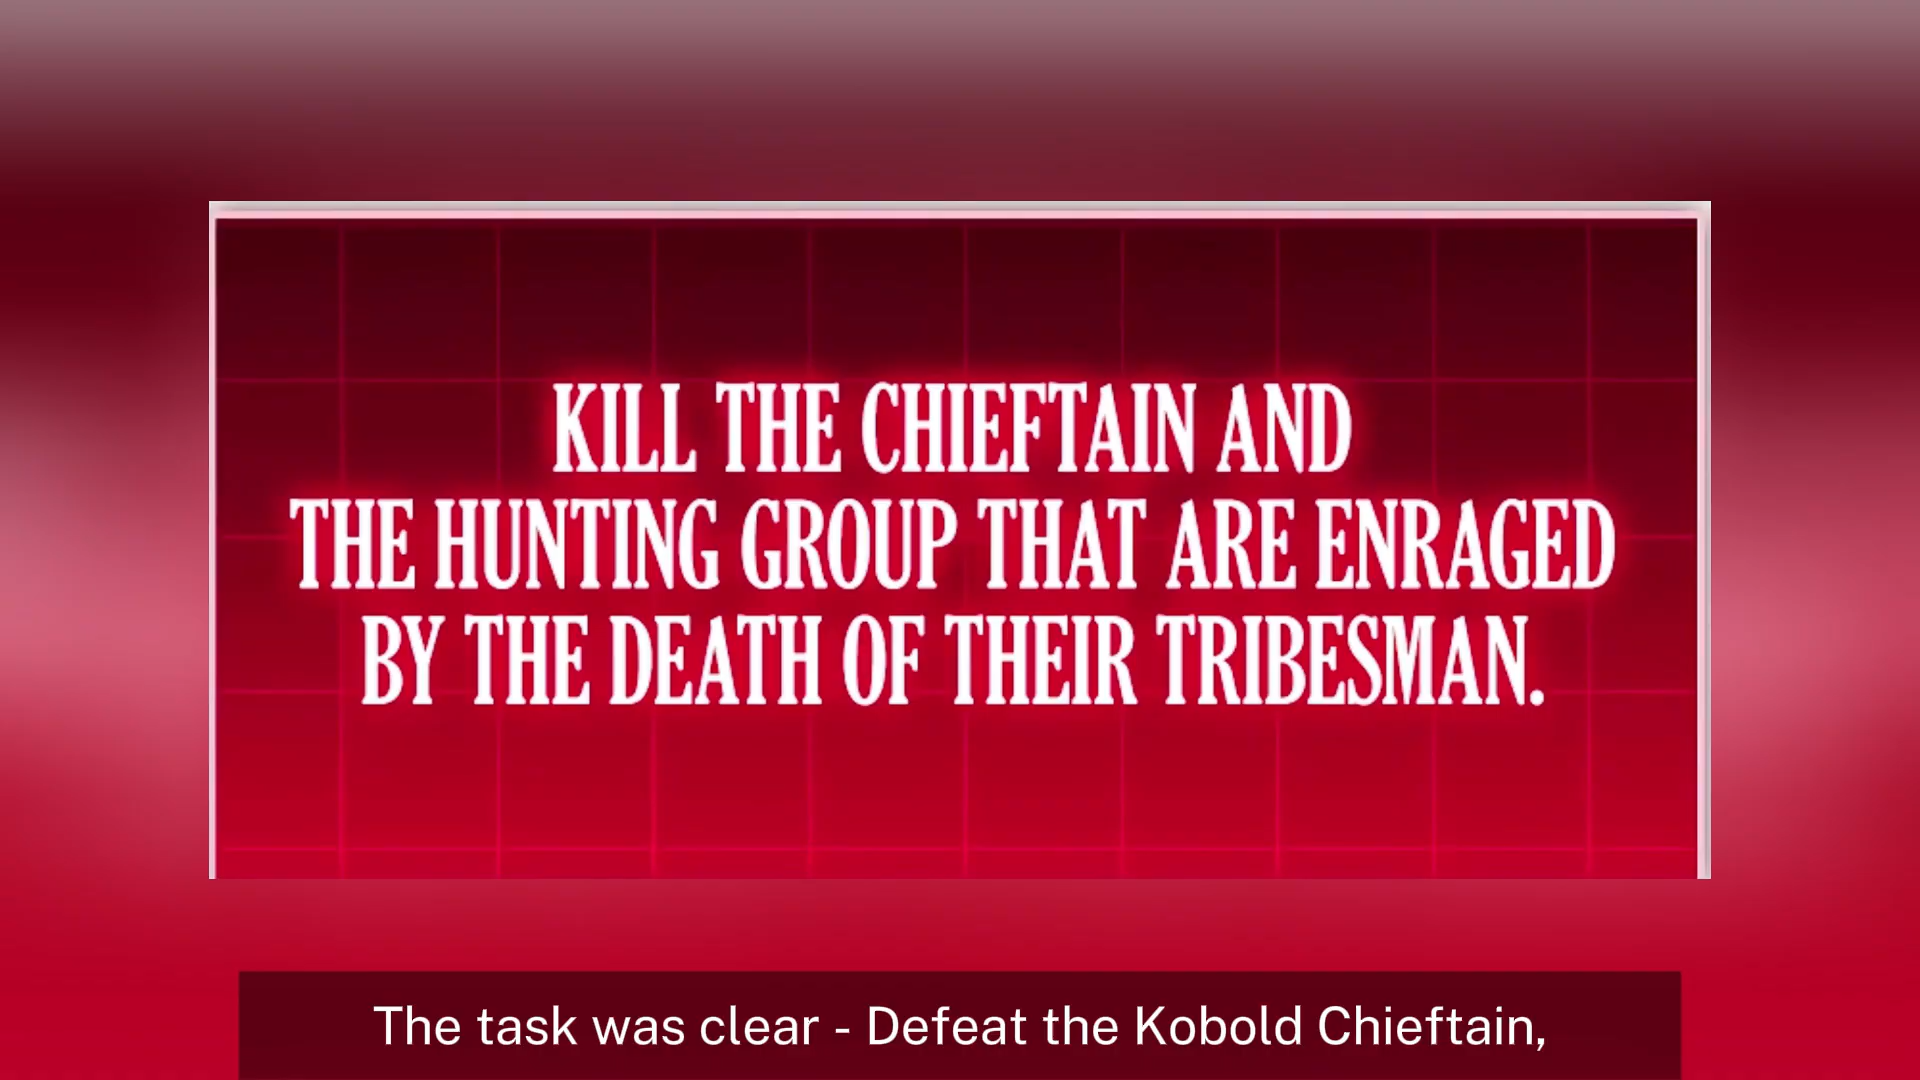 KILL THE CHIEFTAIN AND
THE HUNTING GROUP THAT ARE ENRAGED
BY THE DEATH OF THEIR TRIBESMAN.
The task was clear - Defeat the Kobold Chieftain,